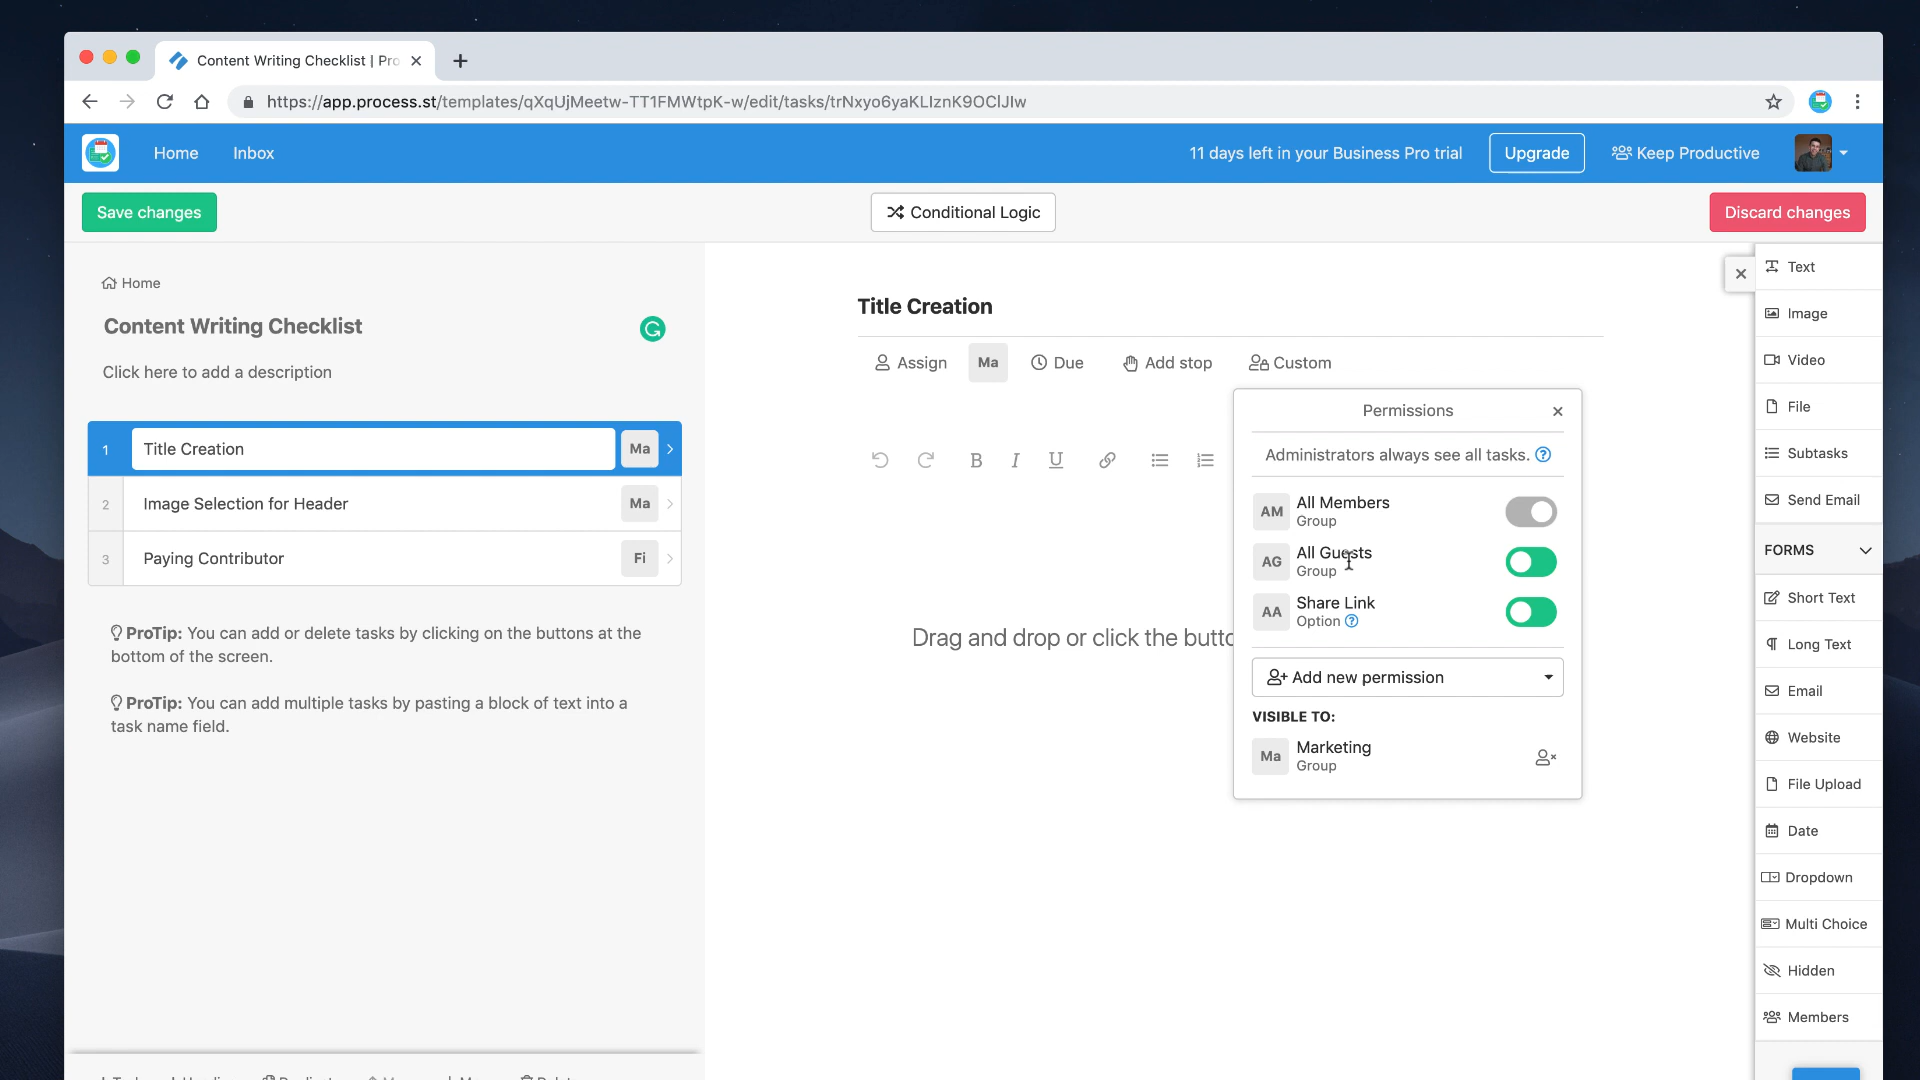 Content Writing Checklist | Pro
https://app.process.st/templates/qXqUjMeetw-TT1FMWtpK-w/edit/tasks/trNxyo6yaKLIznK9OClJIw
Home
Inbox
11 days left in your Business Pro trial
Upgrade
Keep Productive
Save changes
Conditional Logic
Discard changes
Home
Content Writing Checklist
Click here to add a description
1
Title Creation
Ma
2
Image Selection for Header
Ma
3
Paying Contributor
Fi
ProTip: You can add or delete tasks by clicking on the buttons at the
bottom of the screen.
ProTip: You can add multiple tasks by pasting a block of text into a
task name field.
Title Creation
Assign
Ma
Due
Add stop
Custom
B
I
U
Drag and drop or click the butto
Permissions
Administrators always see all tasks.
AM
All Members
Group
AG
All Guests
Group
AA
Share Link
Option
Add new permission
VISIBLE TO:
Ma
Marketing
Group
Text
Image
Video
File
Subtasks
Send Email
FORMS
Short Text
Long Text
Email
Website
File Upload
Date
Dropdown
Multi Choice
Hidden
Members